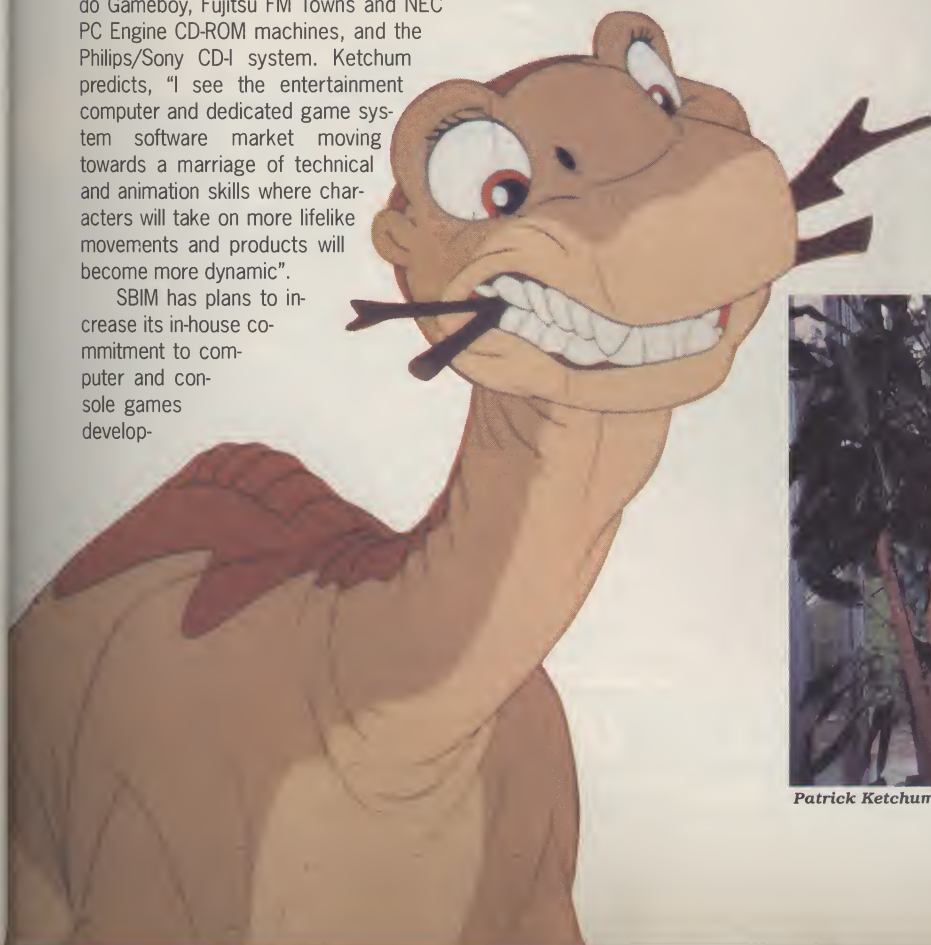 do Gameboy, Fujitsu FM Towns and NEC
PC Engine CD-ROM machines, and the
Philips/Sony CD-I system. Ketchum
predicts, “I see the entertainment
computer and dedicated game sys-
tem software market moving
towards a marriage of technical
and animation skills where char-
acters will take on more lifelike
movements and products will
become more dynamic”.
SBIM has plans to in-
crease its in-house co-
mmitment to com-
puter and con-
sole games
develop-
Patrick Ketchum